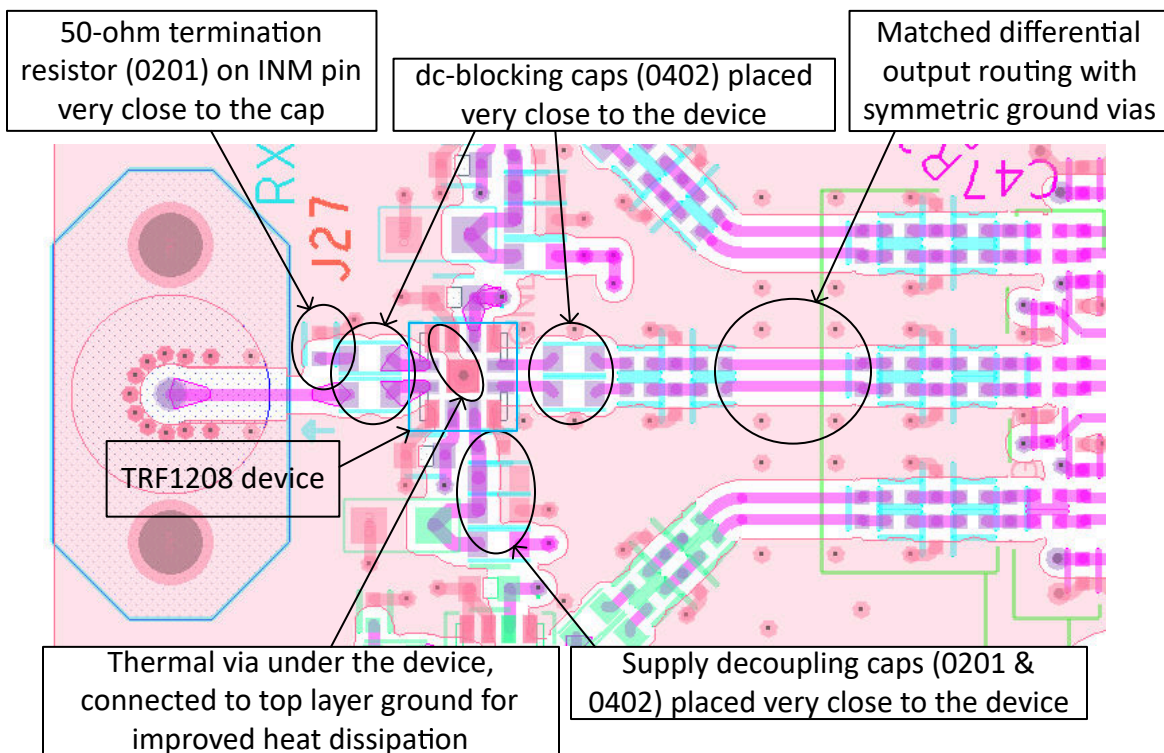 50-ohm termination
resistor (0201) on INM pin
very close to the cap
dc-blocking caps (0402) placed
very close to the device
Matched differential
output routing with
symmetric ground vias
RX
J27
C47
TRF1208 device
Thermal via under the device,
connected to top layer ground for
improved heat dissipation
Supply decoupling caps (0201 &
0402) placed very close to the device